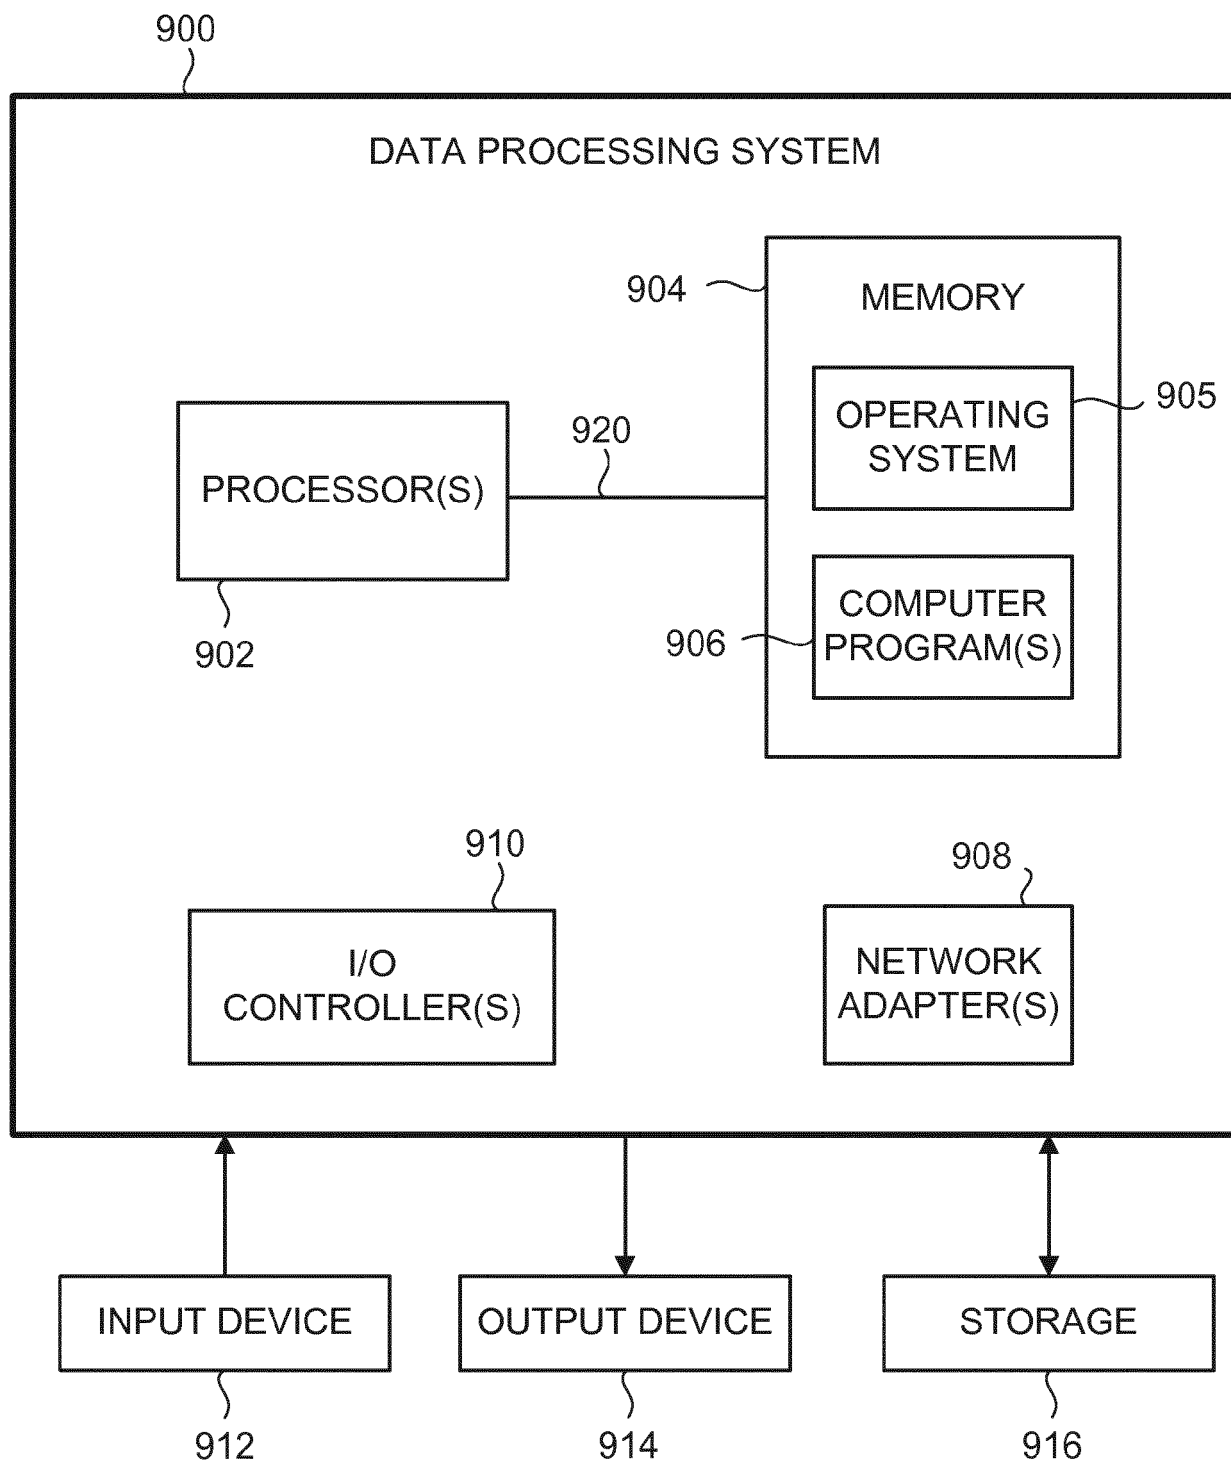 900
DATA PROCESSING SYSTEM
904
MEMORY
905
OPERATING
SYSTEM
920
PROCESSOR(S)
902
906
COMPUTER
PROGRAM(S)
910
908
I/O
CONTROLLER(S)
NETWORK
ADAPTER(S)
INPUT DEVICE
OUTPUT DEVICE
STORAGE
912
914
916